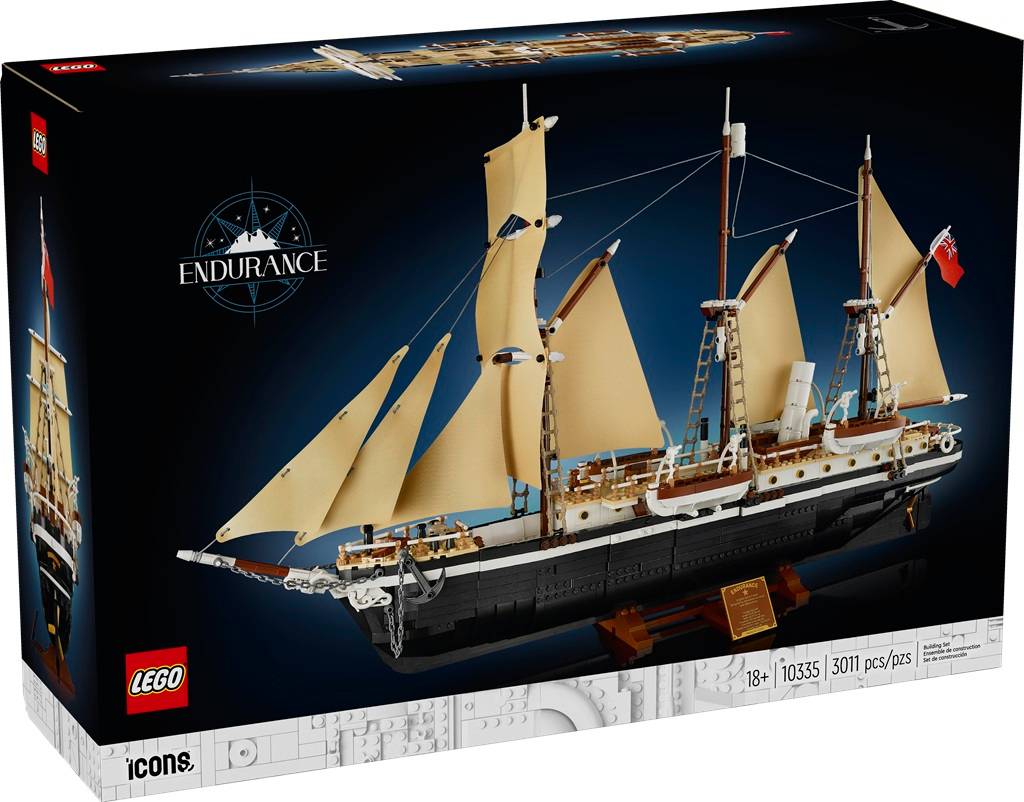 LEGO
LEGO
ENDURANCE
ENDURANCE
LEGO
18+ | 10335 | 3011 pcs/pzs
Building Set
Ensemble de construction
Set de construcción
icons